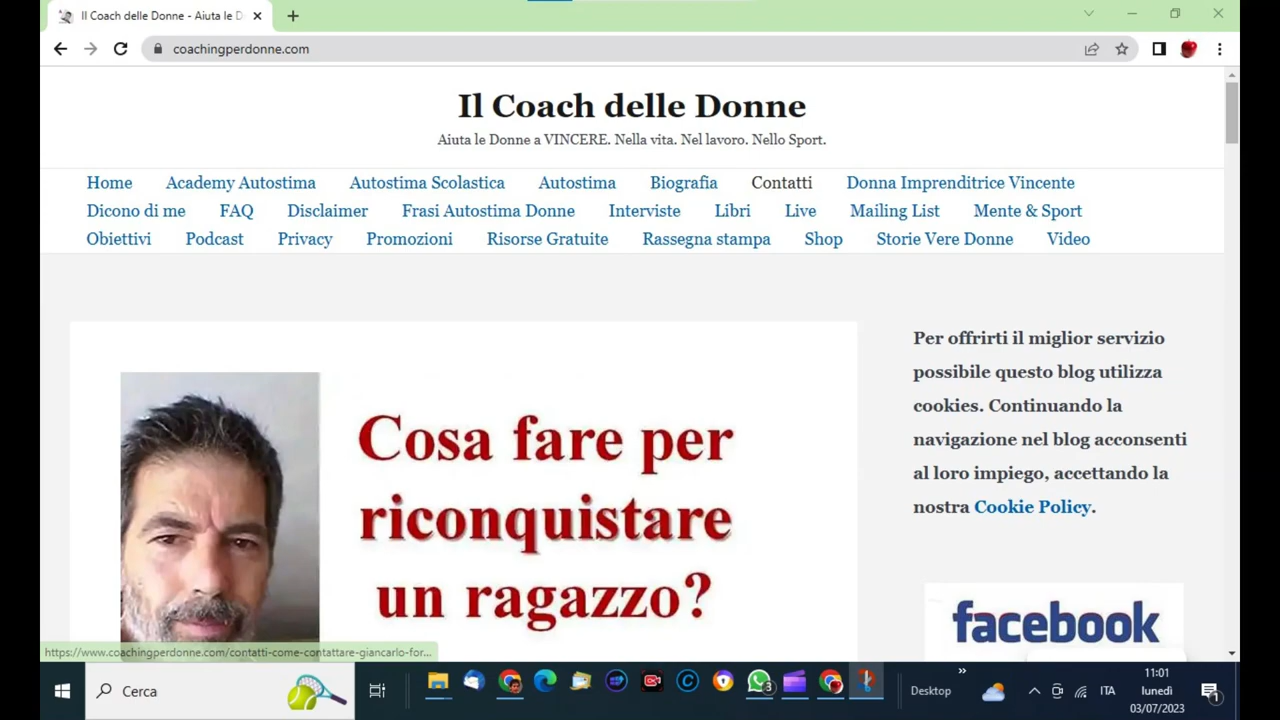 Il Coach delle Donne - Aiuta le D
coachingperdonne.com
Il Coach delle Donne
Aiuta le Donne a VINCERE. Nella vita. Nel lavoro. Nello Sport.
Home Academy Autostima Autostima Scolastica Autostima Biografia Contatti Donna Imprenditrice Vincente
Dicono di me FAQ Disclaimer Frasi Autostima Donne Interviste Libri Live Mailing List Mente & Sport
Obiettivi Podcast Privacy Promozioni Risorse Gratuite Rassegna stampa Shop Storie Vere Donne Video
Cosa fare per
riconquistare
un ragazzo?
Per offrirti il miglior servizio
possibile questo blog utilizza
cookies. Continuando la
navigazione nel blog acconsenti
al loro impiego, accettando la
nostra Cookie Policy.
facebook
https://www.coachingperdonne.com/contatti-come-contattare-giancarlo-for...
Cerca
3
Desktop
ITA
11:01
lunedì
03/07/2023
1